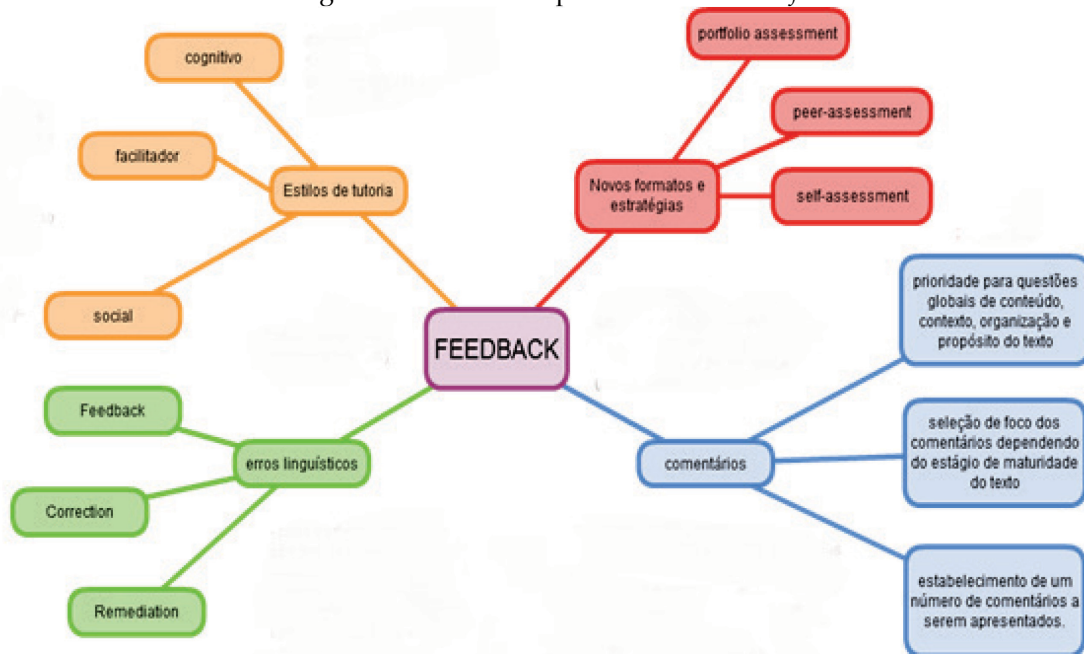 cognitivo
facilitador
Estilos de tutoria
social
portfolio assessment
peer-assessment
Novos formatos e
estratégias
self-assessment
FEEDBACK
Feedback
erros linguísticos
Correction
Remediation
comentários
prioridade para questões
globais de conteúdo,
contexto, organização e
propósito do texto
seleção de foco dos
comentários dependendo
do estágio de maturidade
do texto
estabelecimento de um
número de comentários a
serem apresentados.